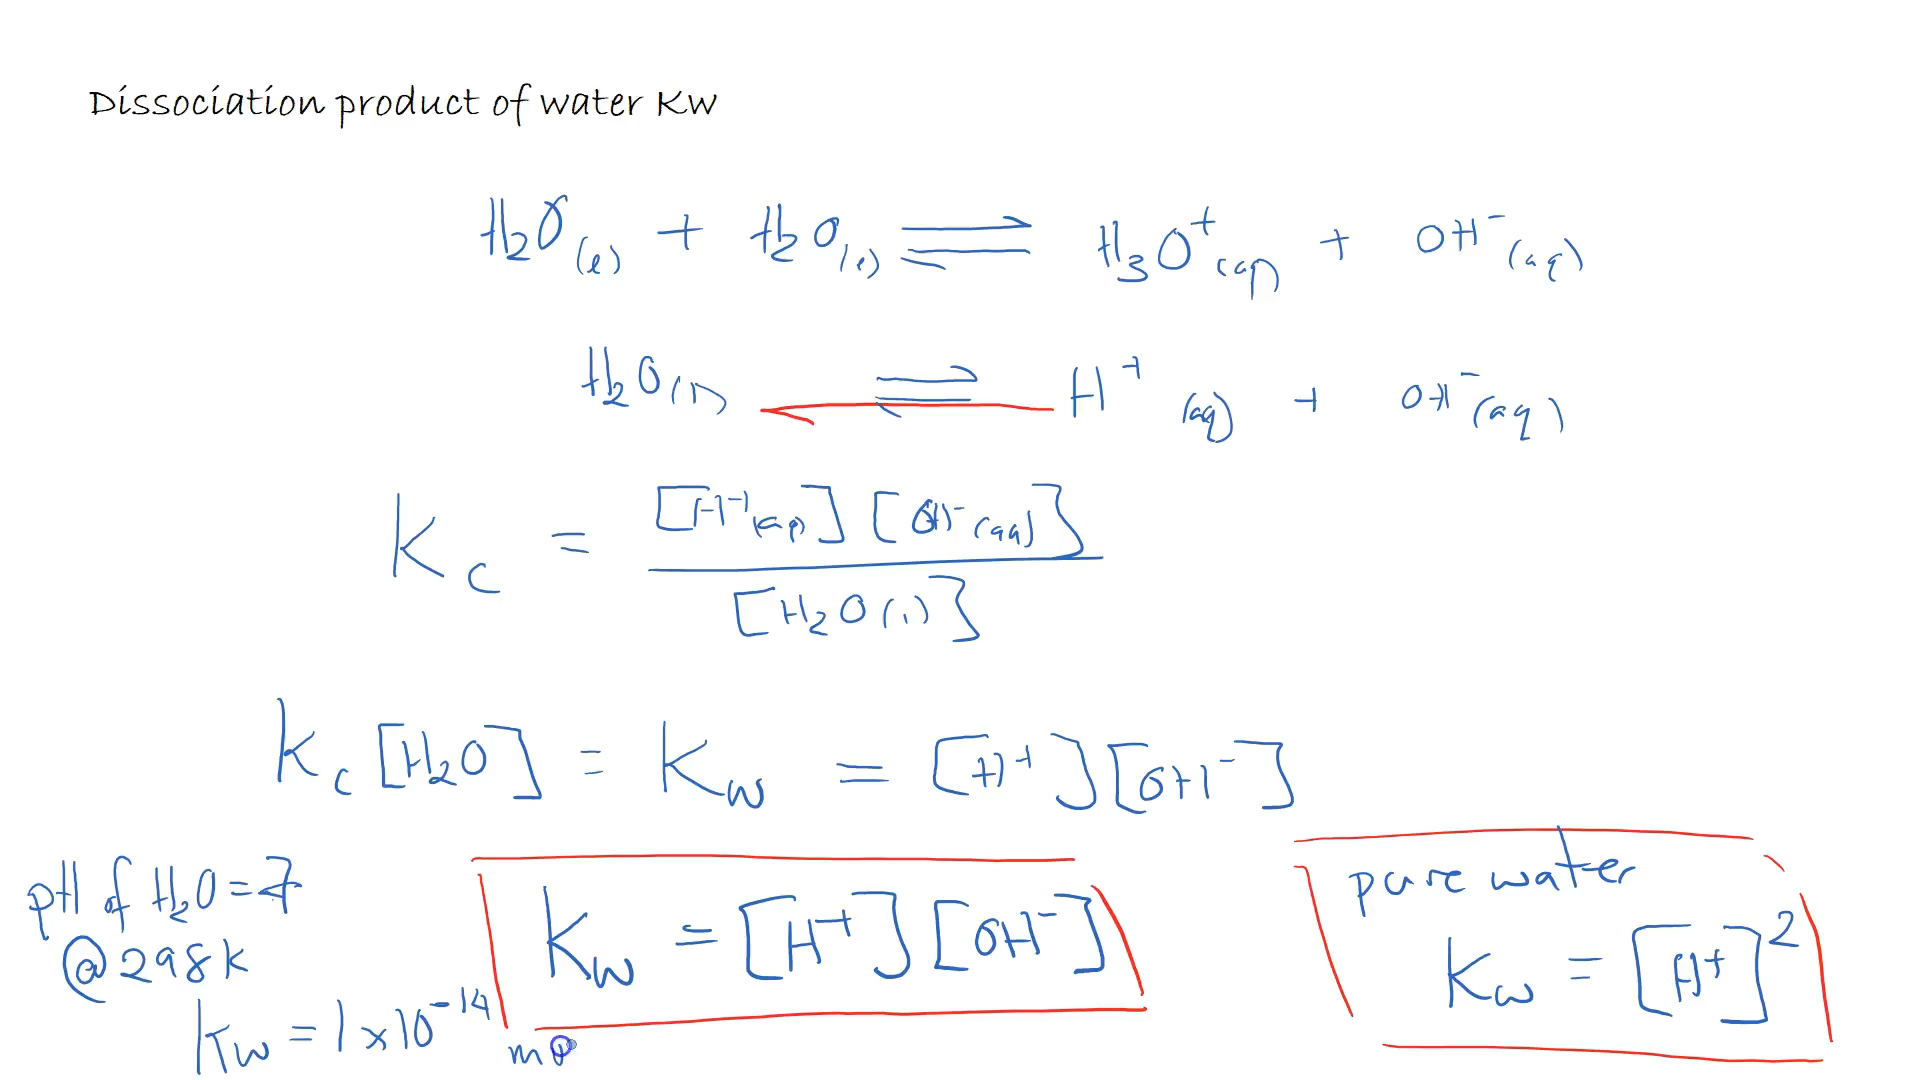 Dissociation product of water Kw
H₂O(l) + H₂O(l) ⇌ H₃O⁺(aq) + OH⁻(aq)
H₂O(l) ⇌ H⁺(aq) + OH⁻(aq)
Kc = [H⁺(aq)] [OH⁻(aq)] / [H₂O(l)]
Kc [H₂O] = Kw = [H⁺] [OH⁻]
pH of H₂O = 7
@ 298K
Kw = 1 x 10⁻¹⁴
mo
Kw = [H⁺] [OH⁻]
pure water
Kw = [H⁺]²